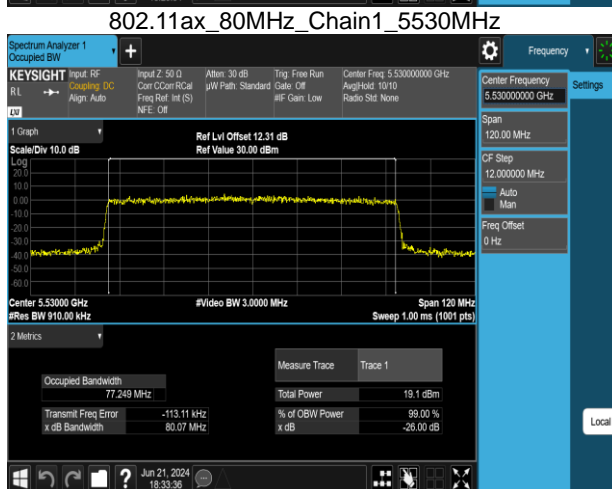 802.11ax_80MHz_Chain1_5530MHz
Spectrum Analyzer 1
Occupied BW
+
Frequency
KEYSIGHT
RL
LXI
Input: RF
Coupling: DC
Align: Auto
Input Z: 50 Ω
Corr CCorr RCal
Freq Ref: Int (S)
NFE: Off
Atten: 30 dB
µW Path: Standard
Trig: Free Run
Gate: Off
#IF Gain: Low
Center Freq: 5.530000000 GHz
Avg|Hold: 10/10
Radio Std: None
Center Frequency
5.530000000 GHz
Settings
Span
120.00 MHz
CF Step
12.000000 MHz
Auto
Man
Freq Offset
0 Hz
Local
1 Graph
Scale/Div 10.0 dB
Ref Lvl Offset 12.31 dB
Ref Value 30.00 dBm
Log
20.0
10.0
0.00
-10.0
-20.0
-30.0
-40.0
-50.0
-60.0
Center 5.53000 GHz
#Res BW 910.00 kHz
#Video BW 3.0000 MHz
Span 120 MHz
Sweep 1.00 ms (1001 pts)
2 Metrics
Measure Trace
Trace 1
Occupied Bandwidth
77.249 MHz
Total Power
19.1 dBm
Transmit Freq Error
-113.11 kHz
% of OBW Power
99.00 %
x dB Bandwidth
80.07 MHz
x dB
-26.00 dB
?
Jun 21, 2024
18:33:36